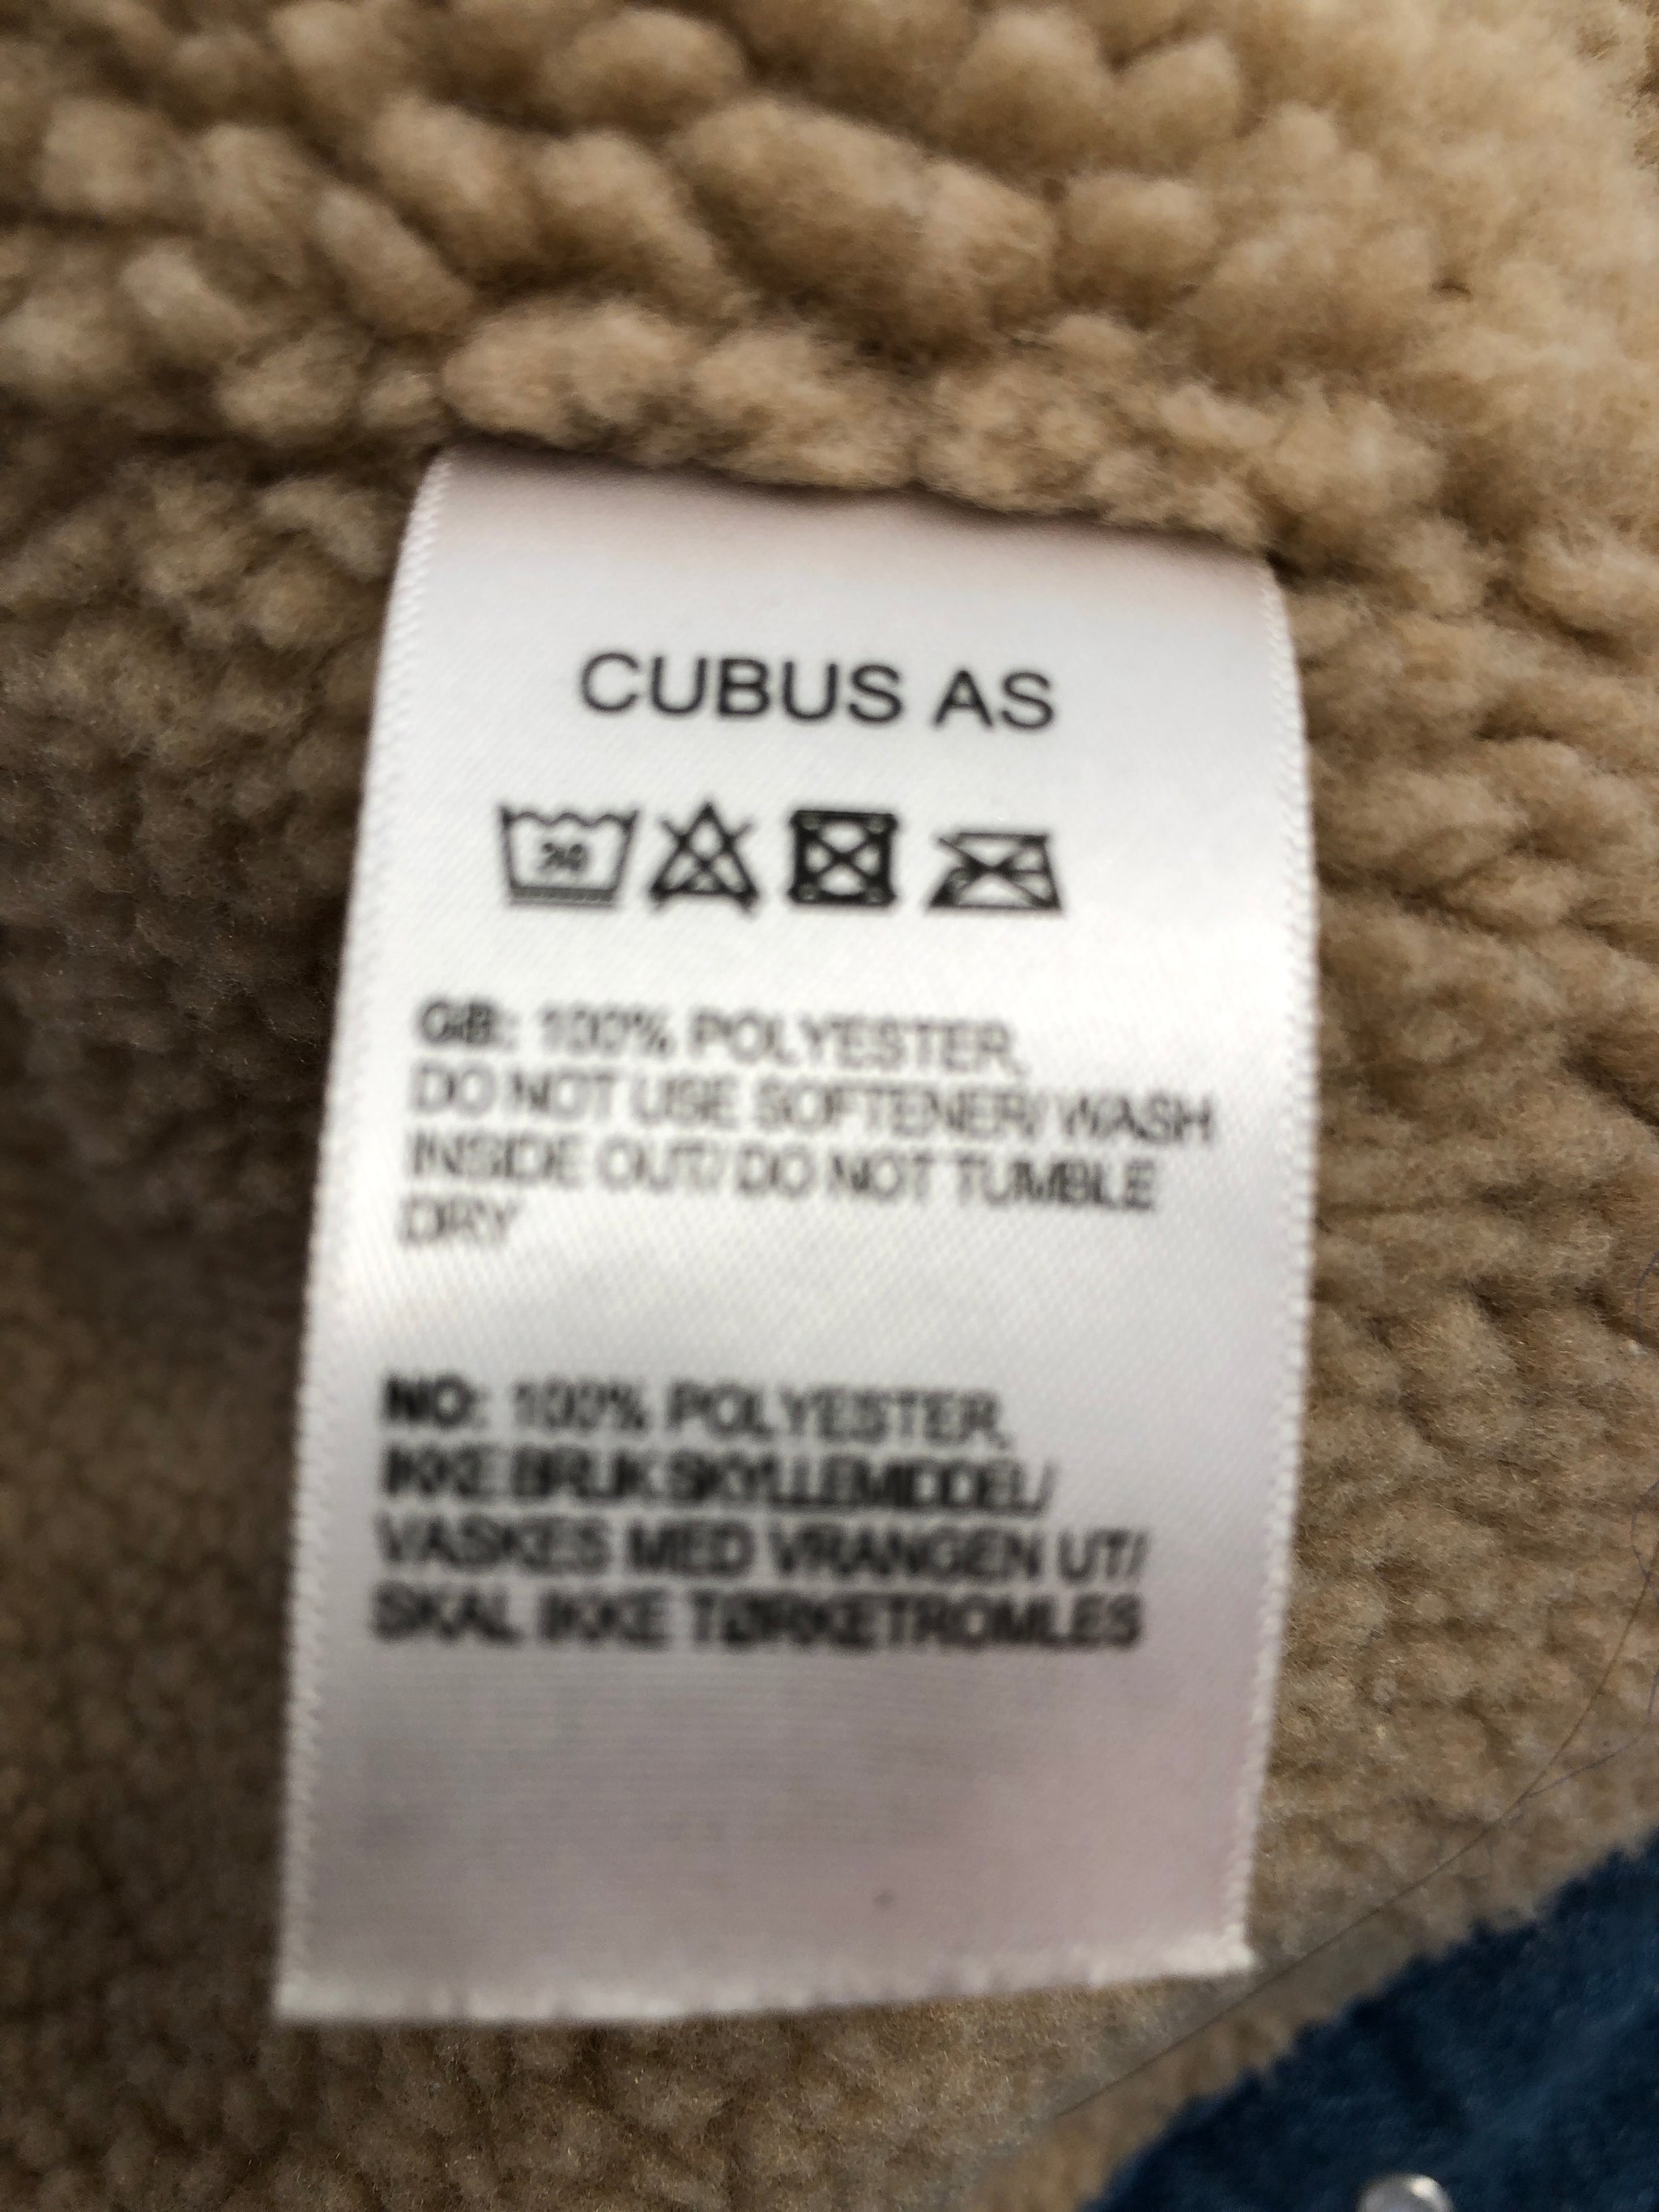 CUBUS AS
30
GB: 100% POLYESTER,
DO NOT USE SOFTENER/ WASH
INSIDE OUT/ DO NOT TUMBLE
DRY
NO: 100% POLYESTER,
IKKE BRUK SKYLLEMIDDEL/
VASKES MED VRANGEN UT/
SKAL IKKE TØRKETROMLES